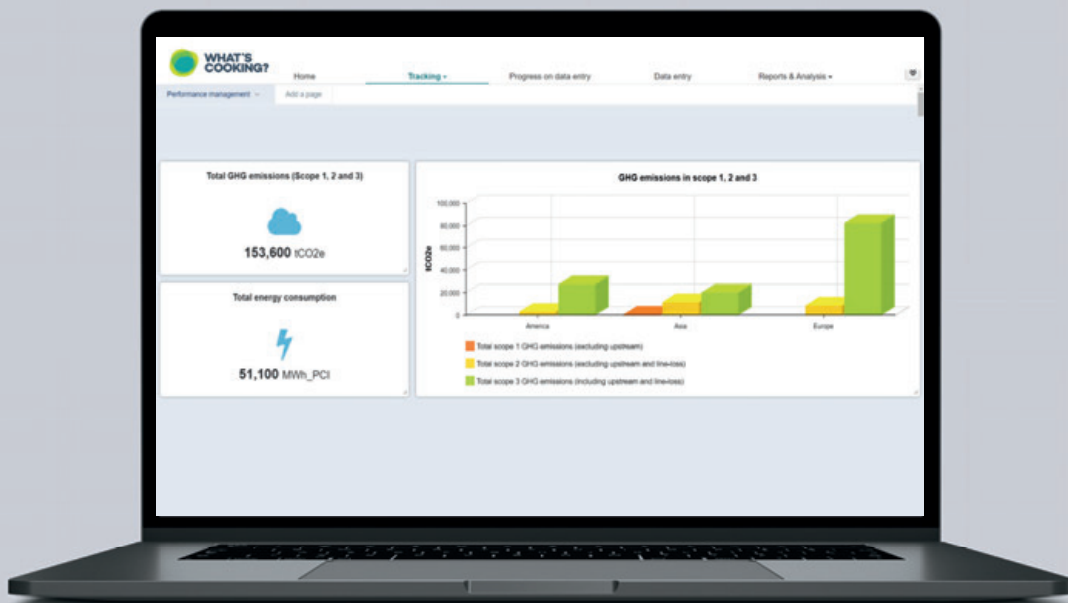 WHAT'S
COOKING?
Home
Tracking
Progress on data entry
Data entry
Reports & Analysis
Performance management
Add a page
Total GHG emissions (Scope 1, 2 and 3)
153,600 tCO2e
Total energy consumption
51,100 MWh_PCI
GHG emissions in scope 1, 2 and 3
tCO2e
100,000
80,000
60,000
40,000
20,000
0
America
Asia
Europe
Total scope 1 GHG emissions (excluding upstream)
Total scope 2 GHG emissions (excluding upstream and line-loss)
Total scope 3 GHG emissions (including upstream and line-loss)